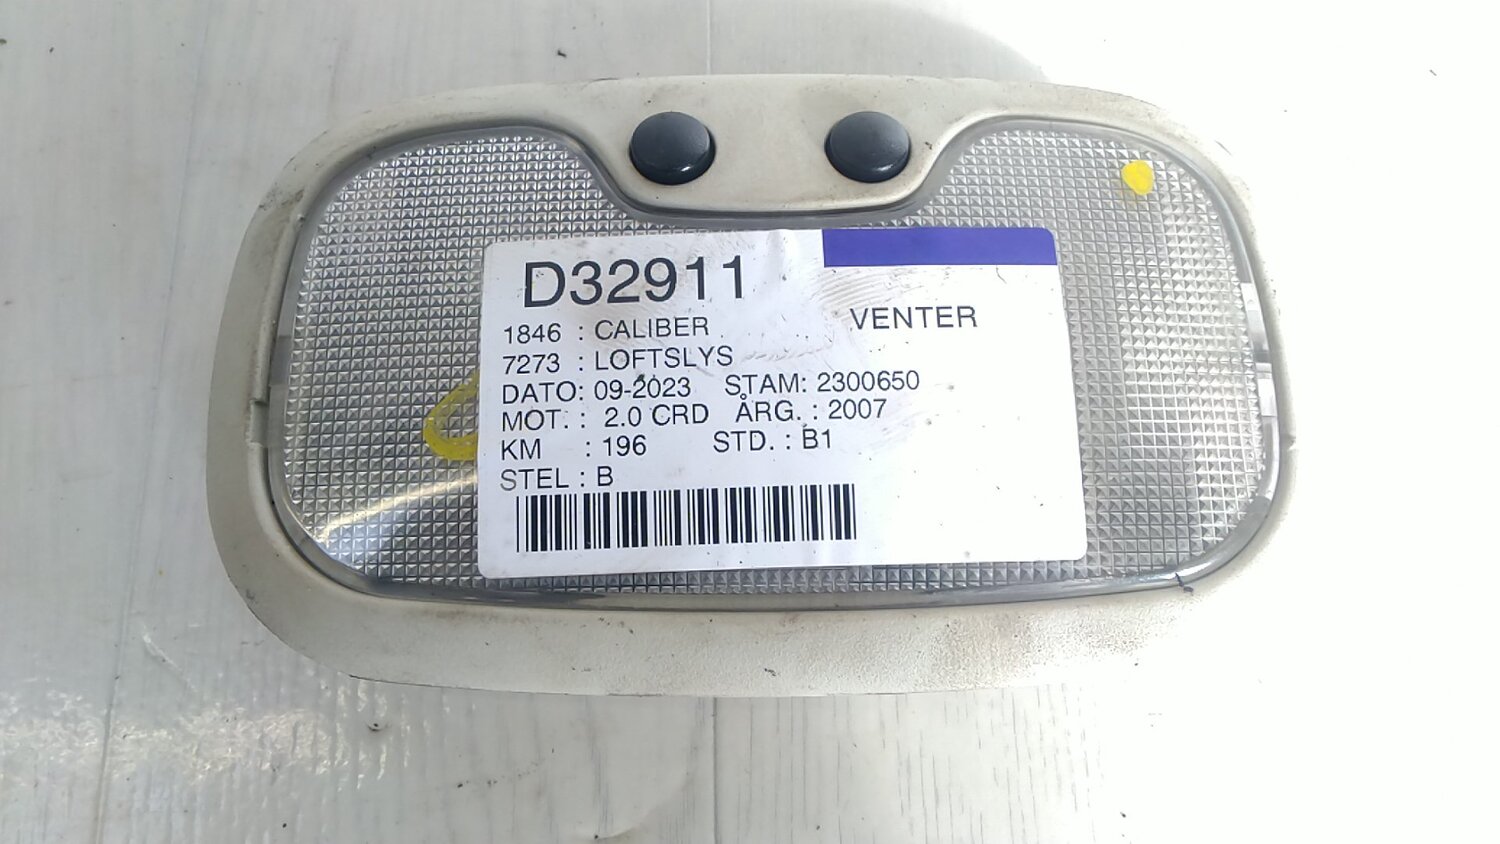 D32911
VENTER
1846 : CALIBER
7273 : LOFTSLYS
DATO: 09-2023 STAM: 2300650
MOT. : 2.0 CRD ÅRG. : 2007
KM : 196 STD. : B1
STEL : B